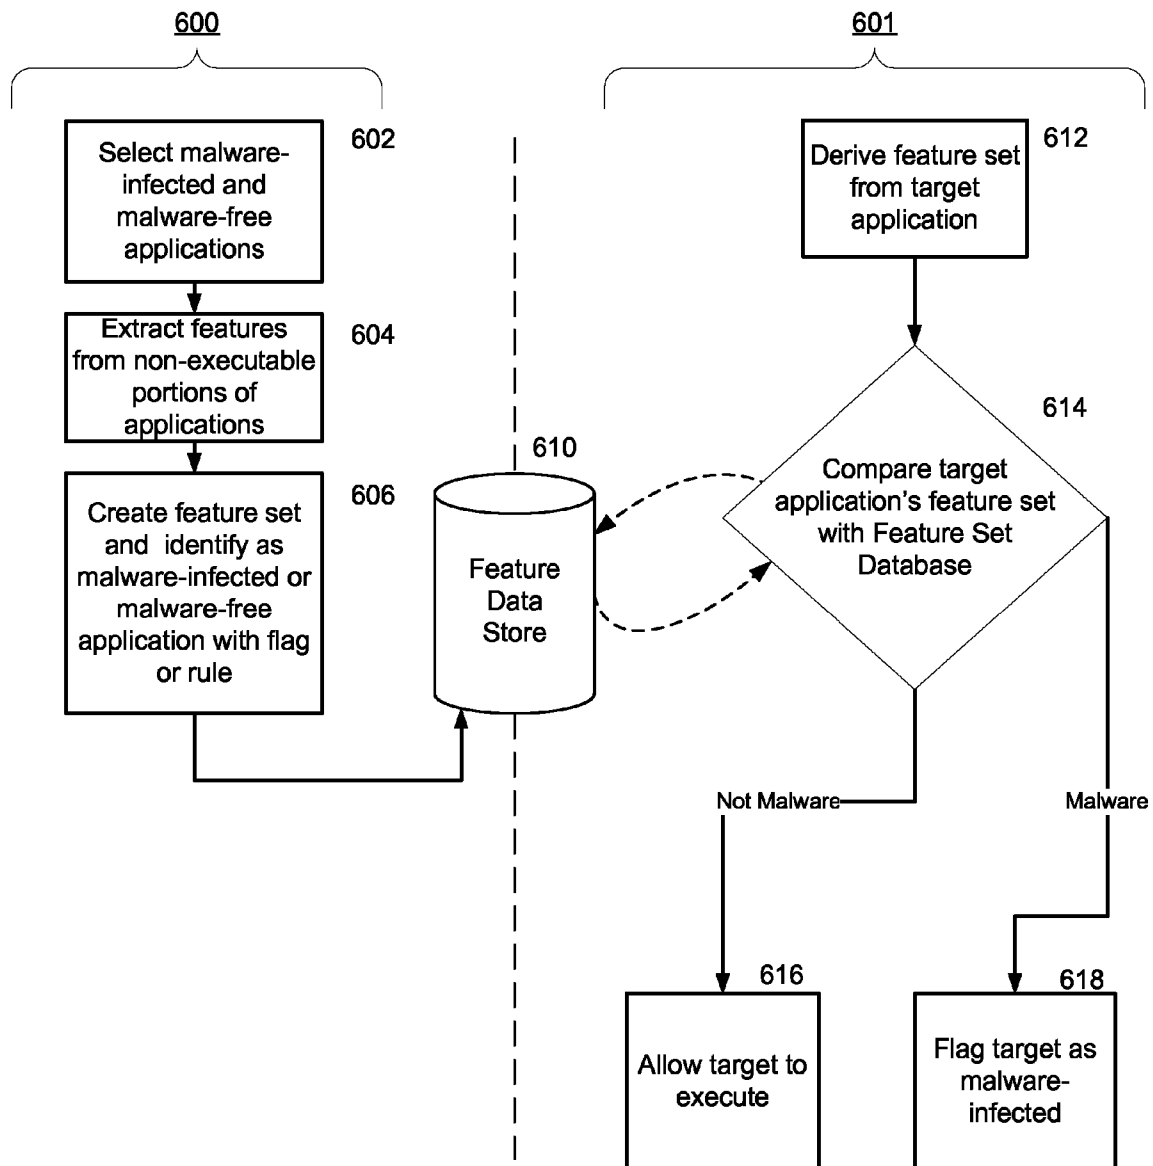 600
602
Select malware-
infected and
malware-free
applications
604
Extract features
from non-executable
portions of
applications
606
Create feature set
and identify as
malware-infected or
malware-free
application with flag
or rule
610
Feature
Data
Store
601
612
Derive feature set
from target
application
614
Compare target
application's feature set
with Feature Set
Database
Not Malware
Malware
616
Allow target to
execute
618
Flag target as
malware-
infected